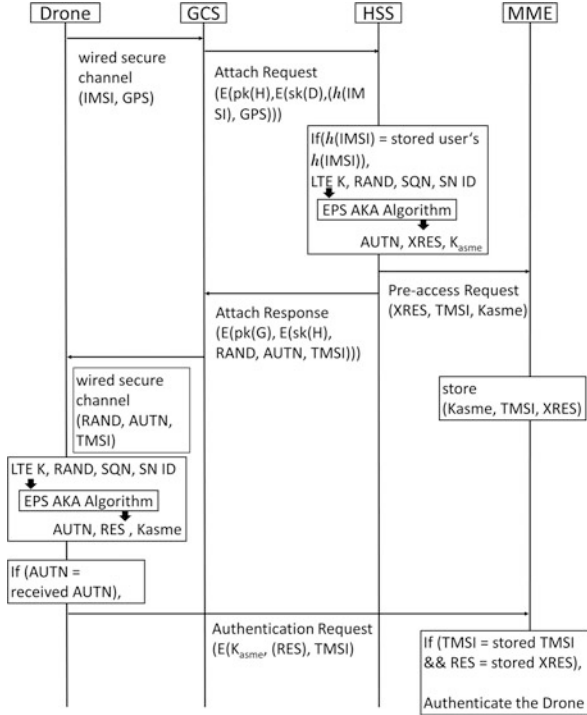 Drone
GCS
HSS
MME
wired secure
channel
(IMSI, GPS)
Attach Request
(E(pk(H),E(sk(D),(h(IM
SI), GPS)))
If(h(IMSI) = stored user's
h(IMSI)),
LTE K, RAND, SQN, SN ID
EPS AKA Algorithm
AUTN, XRES, Kasme
Pre-access Request
(XRES, TMSI, Kasme)
Attach Response
(E(pk(G), E(sk(H),
RAND, AUTN, TMSI)))
wired secure
channel
(RAND, AUTN,
TMSI)
store
(Kasme, TMSI, XRES)
LTE K, RAND, SQN, SN ID
EPS AKA Algorithm
AUTN, RES , Kasme
If (AUTN =
received AUTN),
Authentication Request
(E(Kasme, (RES), TMSI)
If (TMSI = stored TMSI
&& RES = stored XRES),
Authenticate the Drone